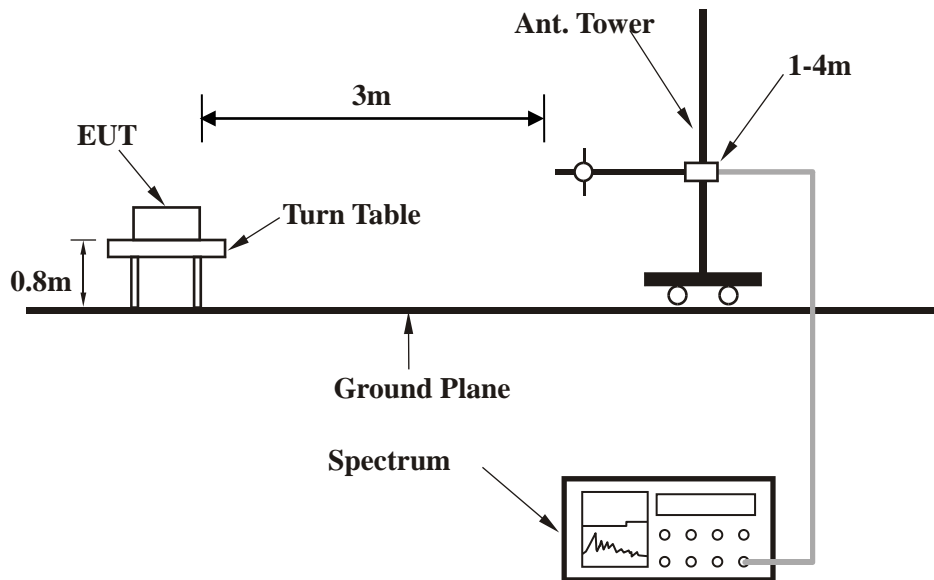 Ant. Tower
1-4m
3m
EUT
Turn Table
0.8m
Ground Plane
Spectrum